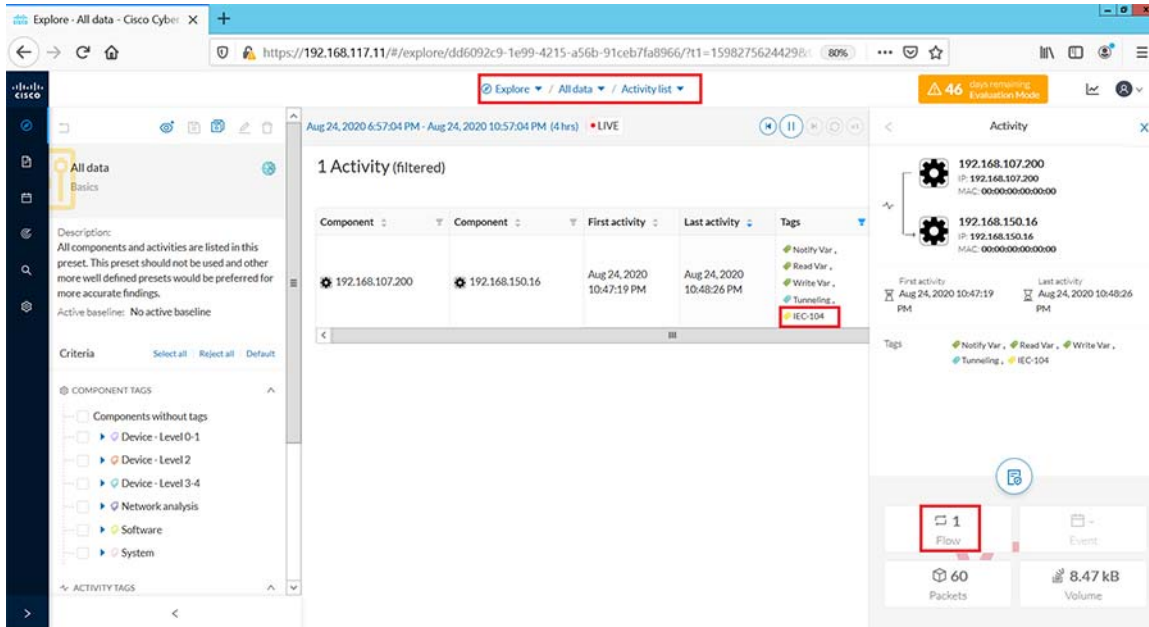 Explore - All data - Cisco Cyber
https://192.168.117.11/#/explore/dd6092c9-1e99-4215-a56b-91ceb7fa8966/?t1=1598275624429&t
80%
cisco
Explore / All data / Activity list
46 days remaining
Evaluation Mode
All data
Basics
Description:
All components and activities are listed in this
preset. This preset should not be used and other
more well defined presets would be preferred for
more accurate findings.
Active baseline: No active baseline
Criteria Select all Reject all Default
COMPONENT TAGS
Components without tags
Device - Level 0-1
Device - Level 2
Device - Level 3-4
Network analysis
Software
System
ACTIVITY TAGS
Aug 24, 2020 6:57:04 PM - Aug 24, 2020 10:57:04 PM (4 hrs) LIVE
1 Activity (filtered)
Component Component First activity Last activity Tags
192.168.107.200 192.168.150.16 Aug 24, 2020 10:47:19 PM Aug 24, 2020 10:48:26 PM
Notify Var ,
Read Var ,
Write Var ,
Tunneling ,
IEC-104
Activity
192.168.107.200
IP: 192.168.107.200
MAC: 00:00:00:00:00:00
192.168.150.16
IP: 192.168.150.16
MAC: 00:00:00:00:00:00
First activity
Aug 24, 2020 10:47:19
PM
Last activity
Aug 24, 2020 10:48:26
PM
Tags Notify Var , Read Var , Write Var ,
Tunneling , IEC-104
1
Flow
-
Event
60
Packets
8.47 kB
Volume